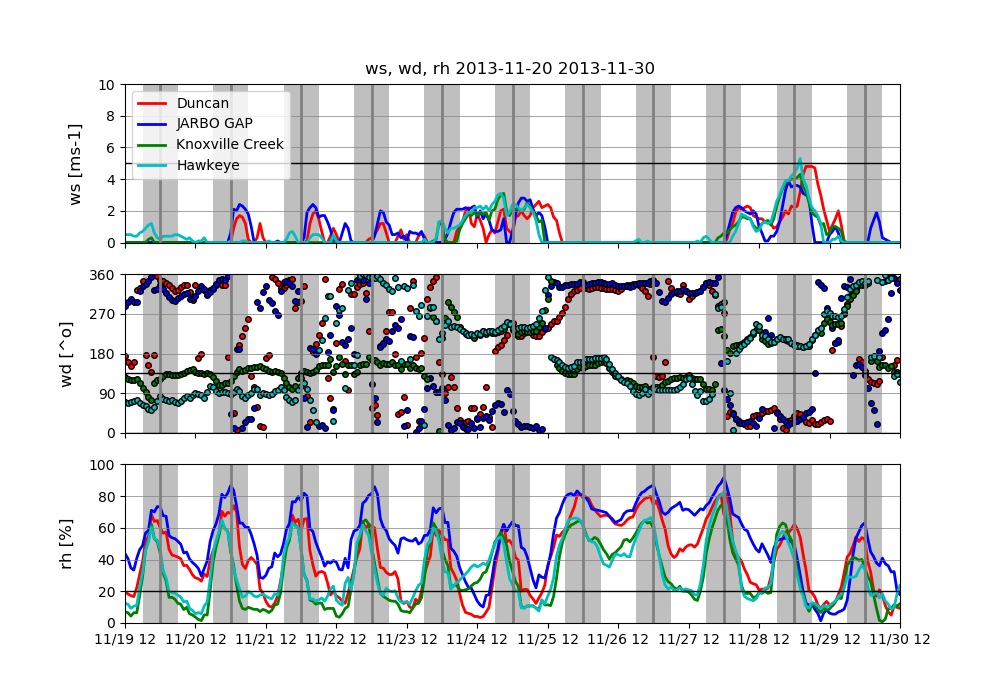 ws, wd, rh 2013-11-20 2013-11-30
ws [ms-1]
10
8
6
4
2
0
Duncan
JARBO GAP
Knoxville Creek
Hawkeye
wd [^o]
360
270
180
90
0
rh [%]
100
80
60
40
20
0
11/19 12 11/20 12 11/21 12 11/22 12 11/23 12 11/24 12 11/25 12 11/26 12 11/27 12 11/28 12 11/29 12 11/30 12